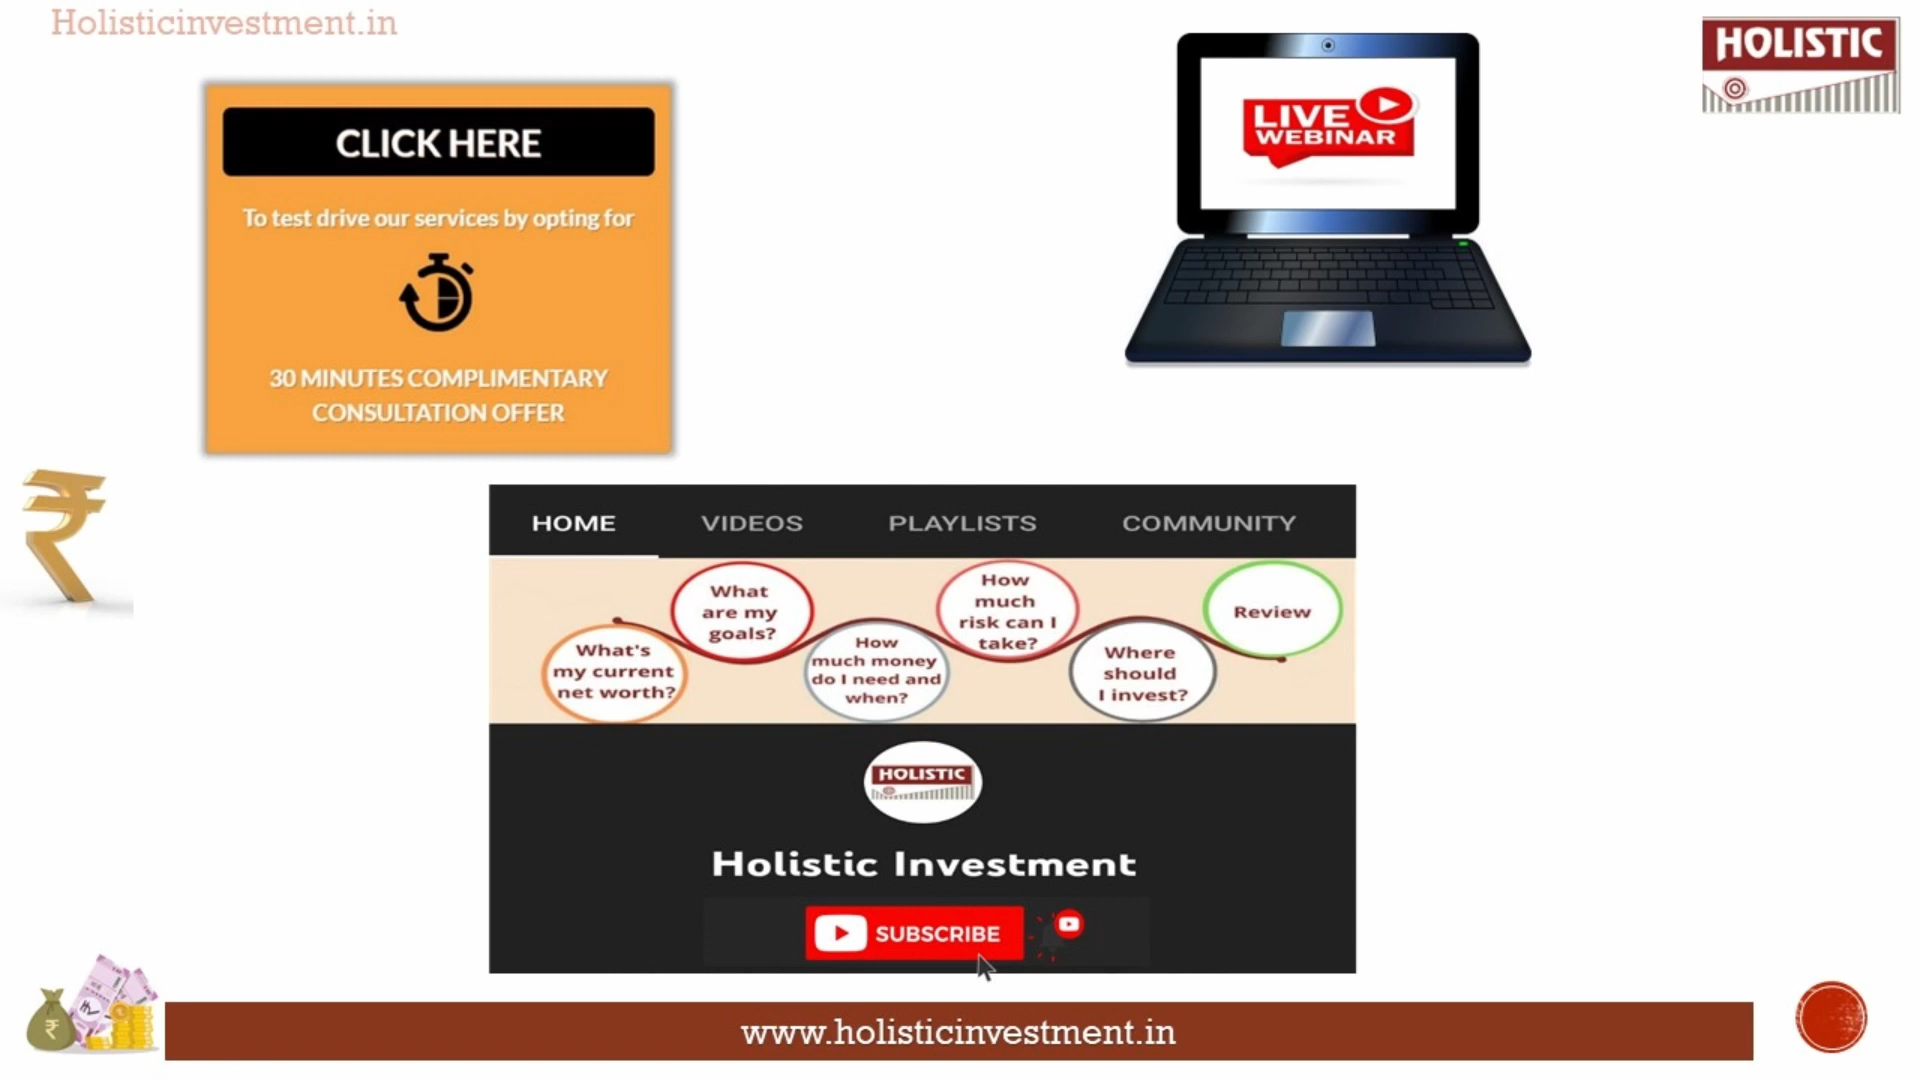 Holisticinvestment.in
HOLISTIC
CLICK HERE
To test drive our services by opting for
30 MINUTES COMPLIMENTARY
CONSULTATION OFFER
LIVE
WEBINAR
HOME VIDEOS PLAYLISTS COMMUNITY
What's
my current
net worth?
What
are my
goals?
How
much money
do I need and
when?
How
much
risk can I
take?
Where
should
I invest?
Review
HOLISTIC
Holistic Investment
SUBSCRIBE
www.holisticinvestment.in